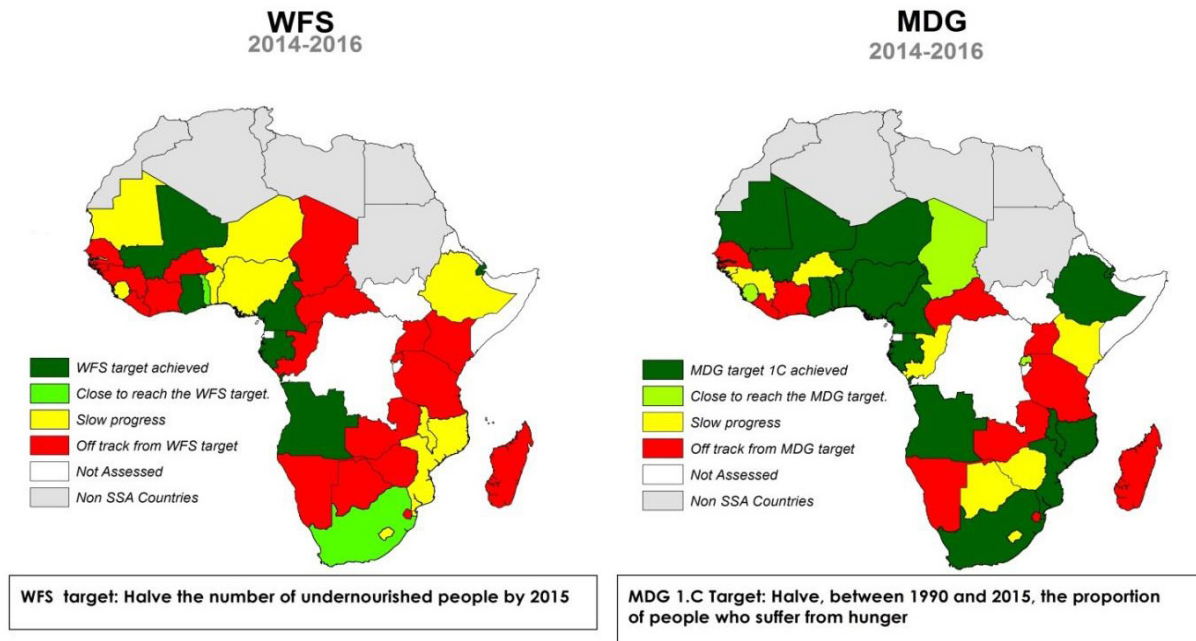 WFS
2014-2016
WFS target achieved
Close to reach the WFS target.
Slow progress
Off track from WFS target
Not Assessed
Non SSA Countries
WFS target: Halve the number of undernourished people by 2015
MDG
2014-2016
MDG target 1C achieved
Close to reach the MDG target.
Slow progress
Off track from MDG target
Not Assessed
Non SSA Countries
MDG 1.C Target: Halve, between 1990 and 2015, the proportion
of people who suffer from hunger